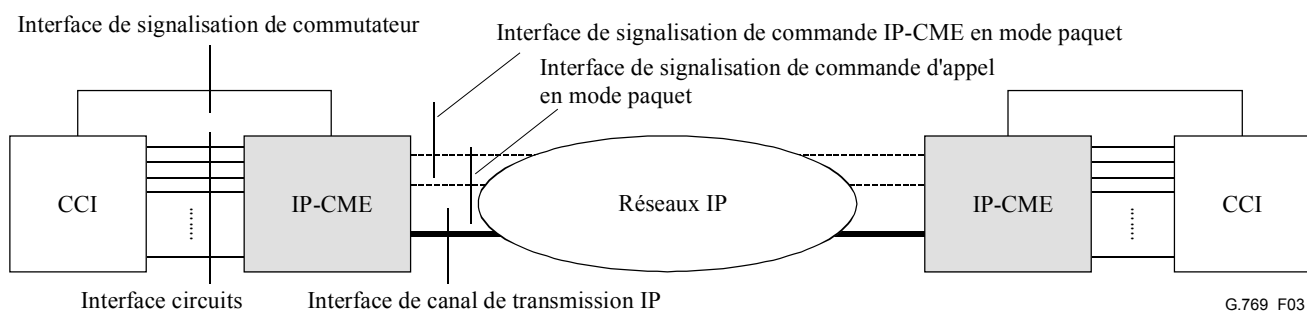 Interface de signalisation de commutateur
Interface de signalisation de commande IP-CME en mode paquet
Interface de signalisation de commande d'appel
en mode paquet
CCI
IP-CME
Réseaux IP
IP-CME
CCI
Interface circuits
Interface de canal de transmission IP
G.769_F03